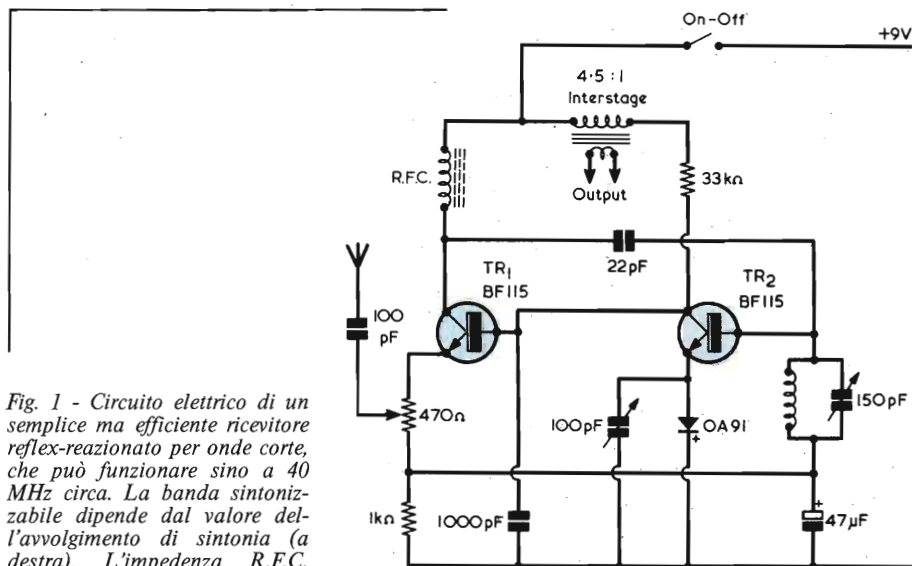 On-Off
+9V
4·5 : 1
Interstage
R.F.C.
Output
33kΩ
22pF
TR1
BF115
TR2
BF115
100
pF
470Ω
100pF
OA91
+
150pF
1kΩ
1000pF
+
47µF
Fig. 1 - Circuito elettrico di un
semplice ma efficiente ricevitore
reflex-reazionato per onde corte,
che può funzionare sino a 40
MHz circa. La banda sintoniz-
zabile dipende dal valore del-
l'avvolgimento di sintonia (a
destra). L'impedenza R.F.C.